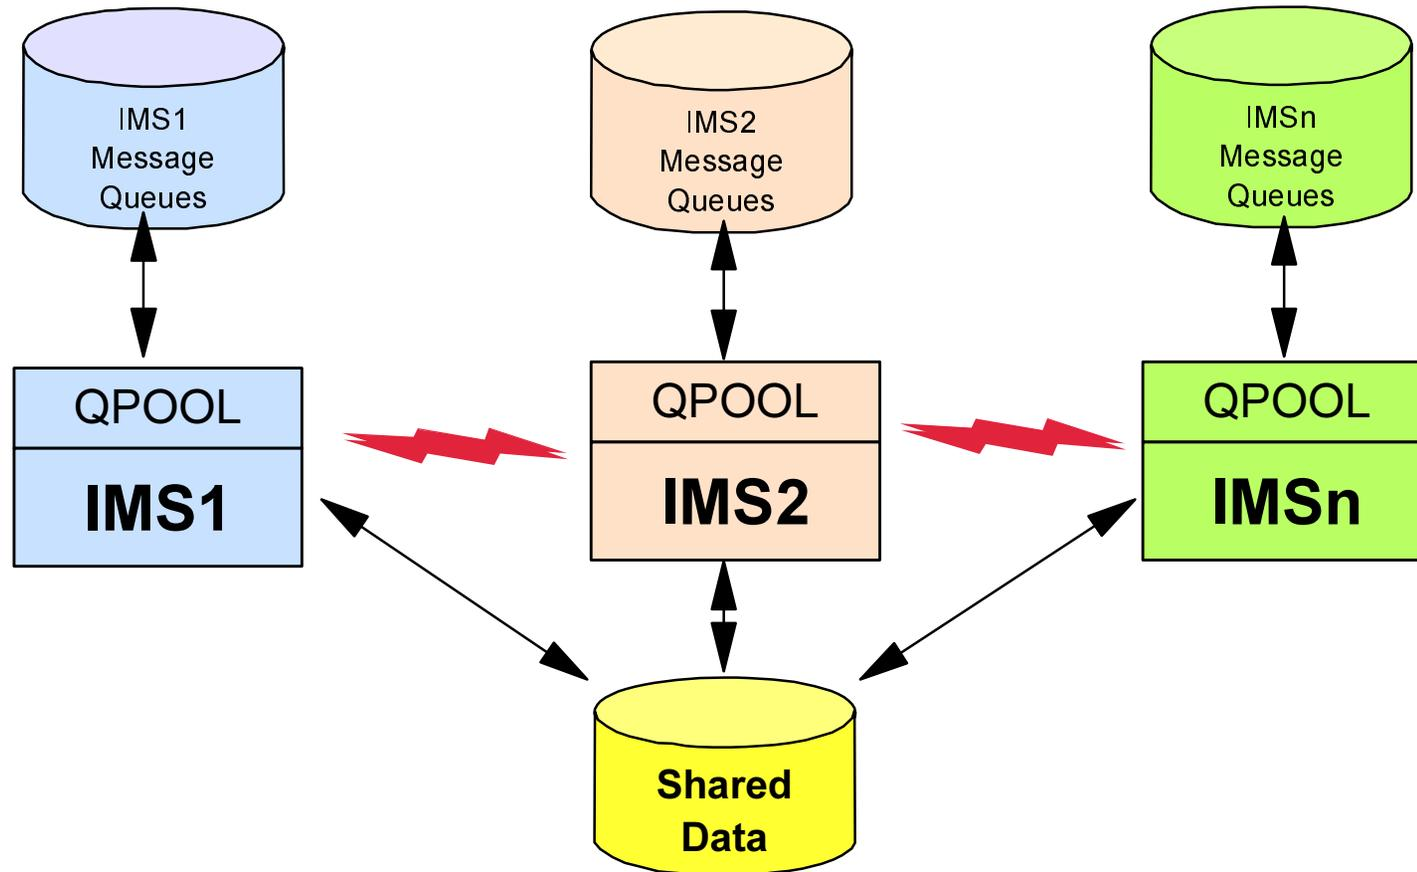 IMS1
Message
Queues
IMS2
Message
Queues
IMSn
Message
Queues
QPOOL
IMS1
QPOOL
IMS2
QPOOL
IMSn
Shared
Data